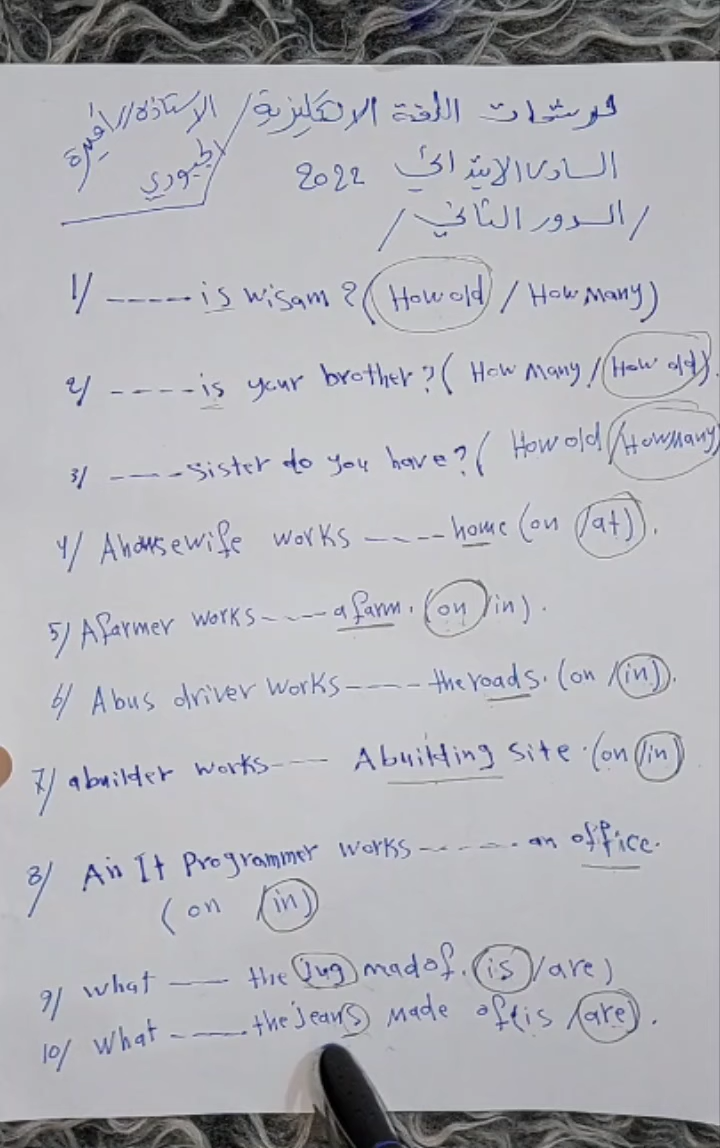 مرشحات اللغة الانكليزية / الاستاذة / اميرة الجبوري
السادس الابتدائي 2022
/ الدور الثاني /
1/ ----- is wisam ? ( How old / How Many )
2/ ----- is your brother ? ( How Many / How old ).
3/ ---- sister do you have ? ( How old / How many
4/ A housewife works ---- home ( on / at ).
5/ A farmer works ---- a farm. ( on / in ).
6/ A bus driver works ---- the roads. ( on / in ).
7/ a builder works --- A building site. ( on / in )
8/ An It Programmer works ------ an office.
( on / in )
9/ what ---- the Jug mad of. ( is / are )
10/ What ---- the jeans made of ( is / are ).